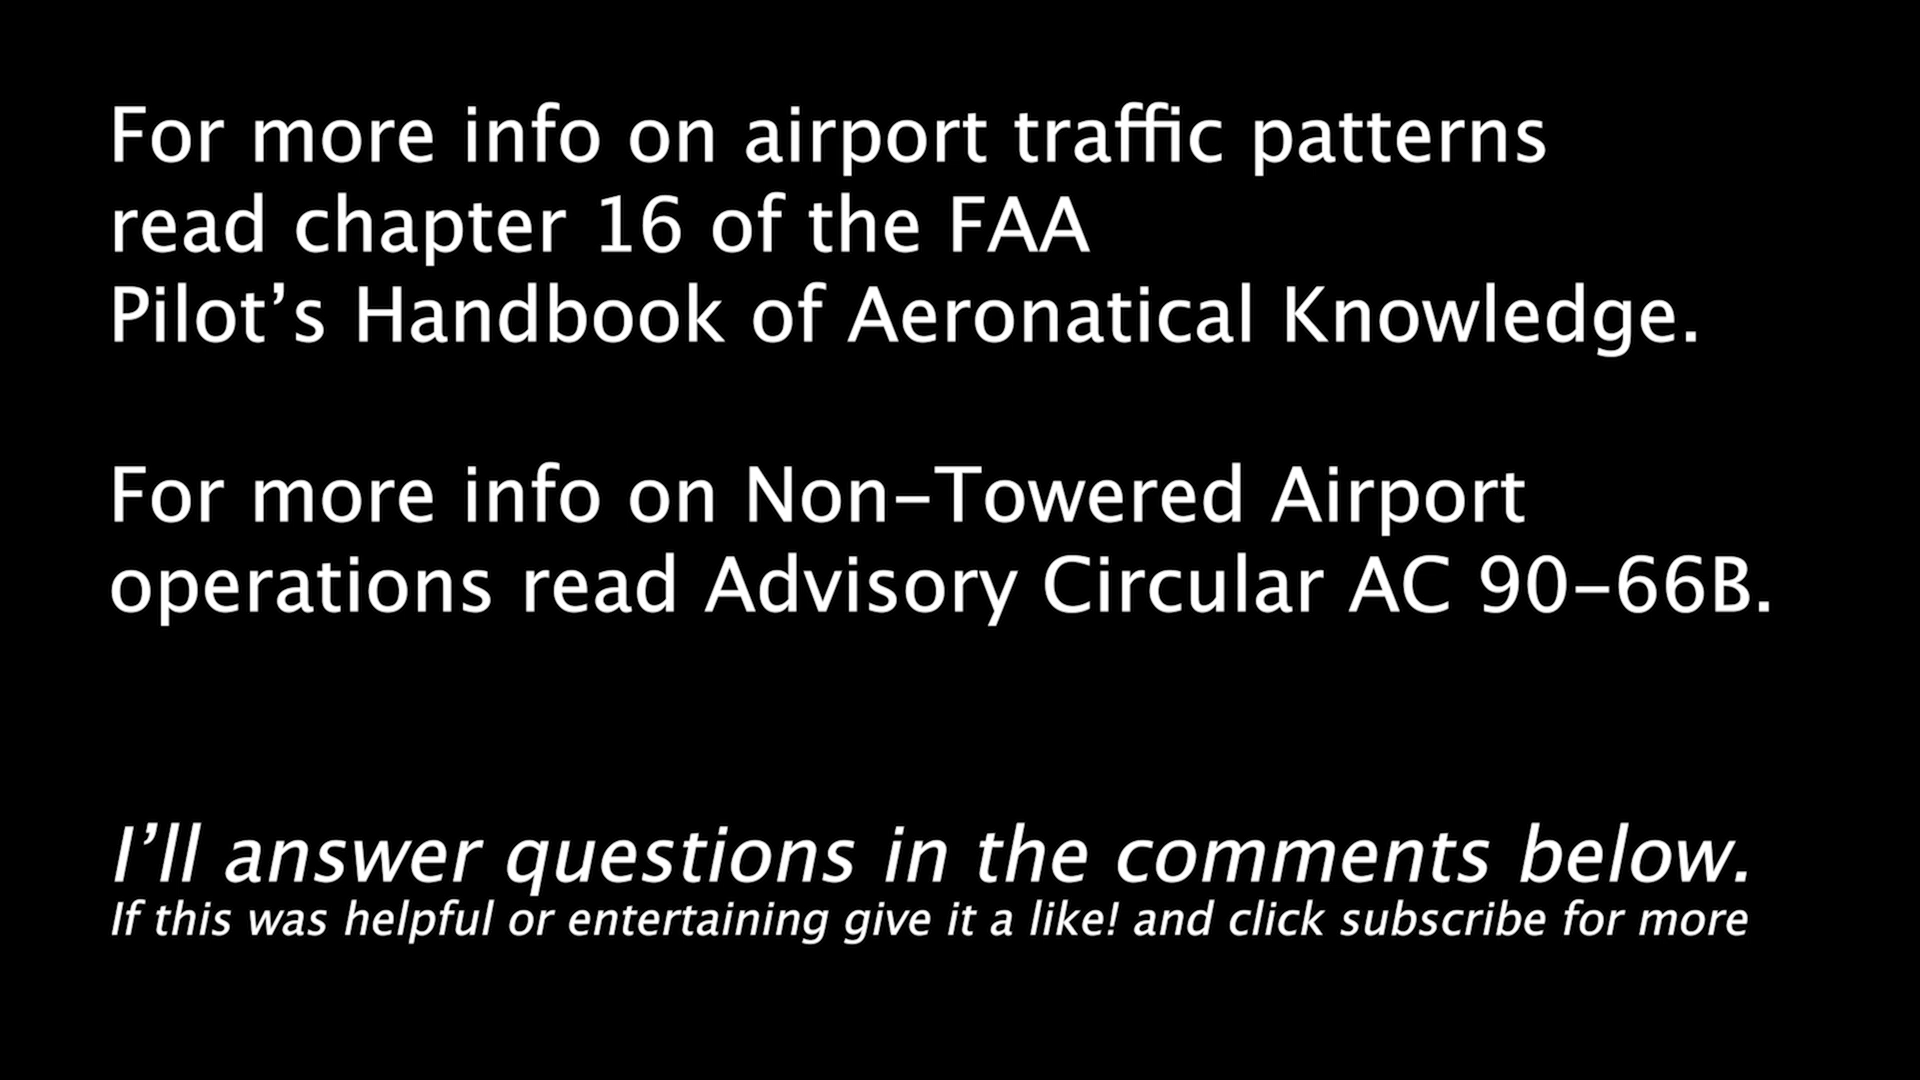 For more info on airport traffic patterns
read chapter 16 of the FAA
Pilot’s Handbook of Aeronatical Knowledge.
For more info on Non-Towered Airport
operations read Advisory Circular AC 90-66B.
I’ll answer questions in the comments below.
If this was helpful or entertaining give it a like! and click subscribe for more